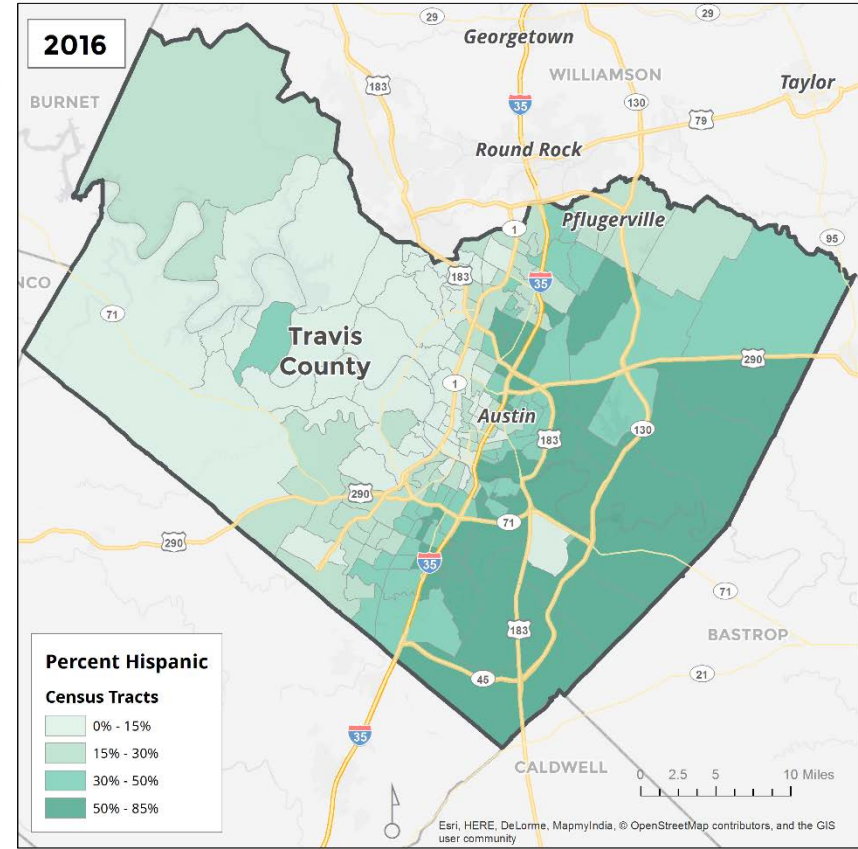 2016
29
Georgetown
29
183
WILLIAMSON
Taylor
BURNET
35
130
79
Round Rock
Pflugerville
1
95
183
35
NCO
71
Travis
County
290
1
Austin
183
130
290
71
290
35
71
183
BASTROP
45
21
35
CALDWELL
Percent Hispanic
Census Tracts
0% - 15%
15% - 30%
30% - 50%
50% - 85%
0 2.5 5 10 Miles
Esri, HERE, DeLorme, MapmyIndia, © OpenStreetMap contributors, and the GIS
user community